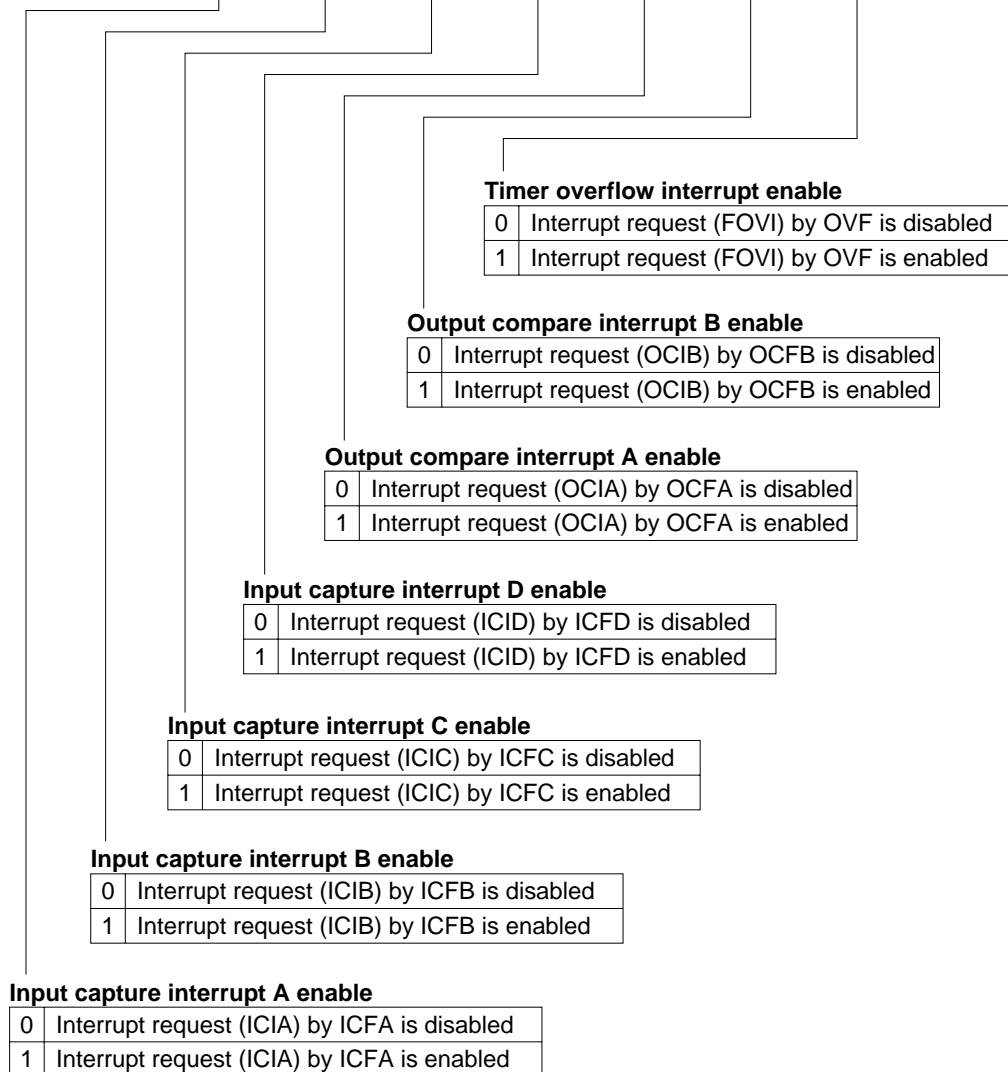 Timer overflow interrupt enable
0 Interrupt request (FOVI) by OVF is disabled
1 Interrupt request (FOVI) by OVF is enabled
Output compare interrupt B enable
0 Interrupt request (OCIB) by OCFB is disabled
1 Interrupt request (OCIB) by OCFB is enabled
Output compare interrupt A enable
0 Interrupt request (OCIA) by OCFA is disabled
1 Interrupt request (OCIA) by OCFA is enabled
Input capture interrupt D enable
0 Interrupt request (ICID) by ICFD is disabled
1 Interrupt request (ICID) by ICFD is enabled
Input capture interrupt C enable
0 Interrupt request (ICIC) by ICFC is disabled
1 Interrupt request (ICIC) by ICFC is enabled
Input capture interrupt B enable
0 Interrupt request (ICIB) by ICFB is disabled
1 Interrupt request (ICIB) by ICFB is enabled
Input capture interrupt A enable
0 Interrupt request (ICIA) by ICFA is disabled
1 Interrupt request (ICIA) by ICFA is enabled